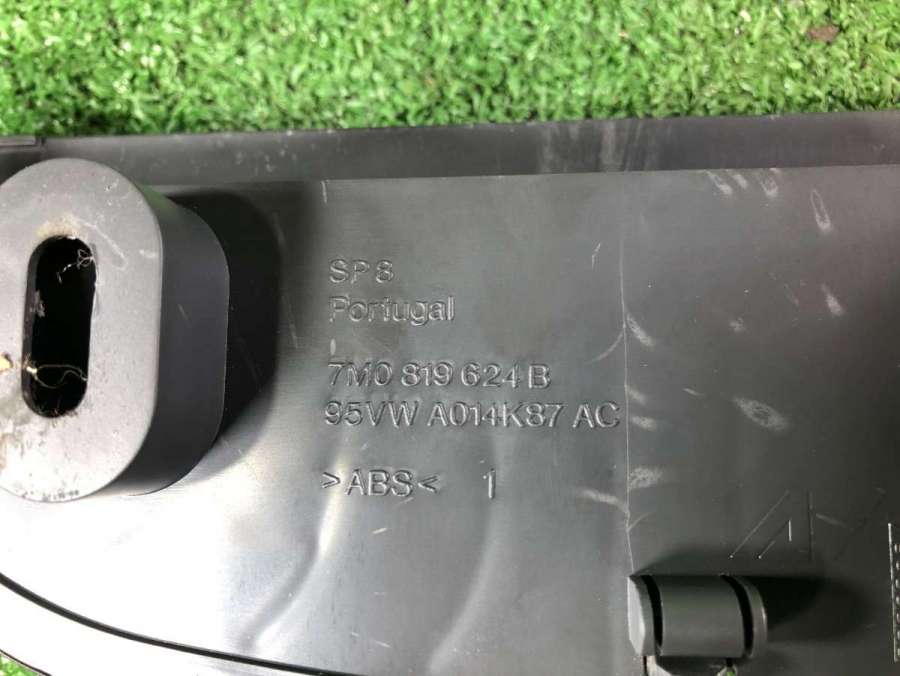 SP8
Portugal
7M0 819 624 B
95VW A014K87 AC
>ABS< 1